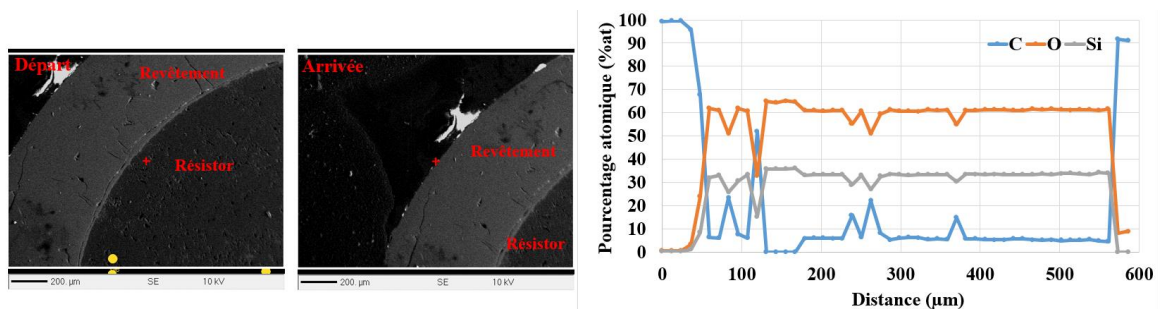 Départ
Revêtement
Résistor
200. µm SE 10 kV
Arrivée
Revêtement
Résistor
200. µm SE 10 kV
Pourcentage atomique (%at)
100
90
80
70
60
50
40
30
20
10
0
C O Si
0 100 200 300 400 500 600
Distance (µm)